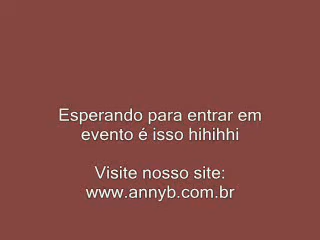 Esperando para entrar em
evento é isso hihihhi
Visite nosso site:
www.annyb.com.br